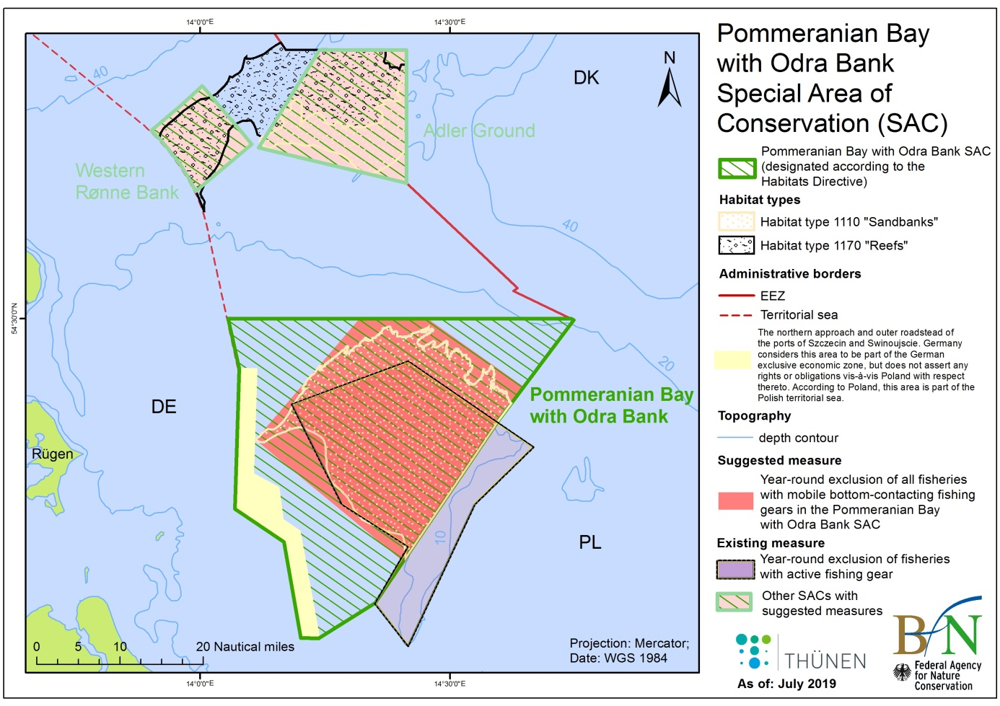 14°0'0"E
14°30'0"E
40
DK
N
Adler Ground
Western
Rønne Bank
40
54°30'0"N
20
DE
Pommeranian Bay
with Odra Bank
Rügen
10
PL
0 5 10 20 Nautical miles
Projection: Mercator;
Date: WGS 1984
14°0'0"E
14°30'0"E
Pommeranian Bay
with Odra Bank
Special Area of
Conservation (SAC)
Pommeranian Bay with Odra Bank SAC
(designated according to the
Habitats Directive)
Habitat types
Habitat type 1110 "Sandbanks"
Habitat type 1170 "Reefs"
Administrative borders
EEZ
Territorial sea
The northern approach and outer roadstead of
the ports of Szczecin and Swinoujscie. Germany
considers this area to be part of the German
exclusive economic zone, but does not assert any
rights or obligations vis-à-vis Poland with respect
thereto. According to Poland, this area is part of the
Polish territorial sea.
Topography
depth contour
Suggested measure
Year-round exclusion of all fisheries
with mobile bottom-contacting fishing
gears in the Pommeranian Bay
with Odra Bank SAC
Existing measure
Year-round exclusion of fisheries
with active fishing gear
Other SACs with
suggested measures
THÜNEN
As of: July 2019
BfN
Federal Agency
for Nature
Conservation